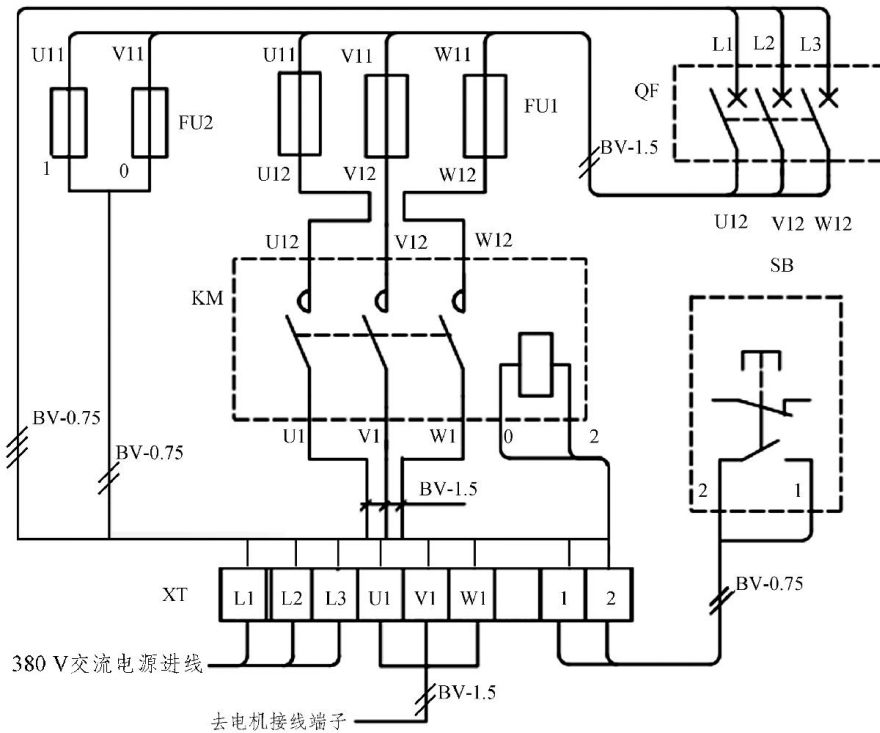 L1 L2 L3
U11 V11 U11 V11 W11
QF
FU2 FU1
BV-1.5
1 0 U12 V12 W12
U12 V12 W12
U12 V12 W12
SB
KM
BV-0.75
U1 V1 W1 0 2
BV-0.75
BV-1.5
2 1
XT L1 L2 L3 U1 V1 W1 1 2
BV-0.75
380 V交流电源进线
BV-1.5
去电机接线端子